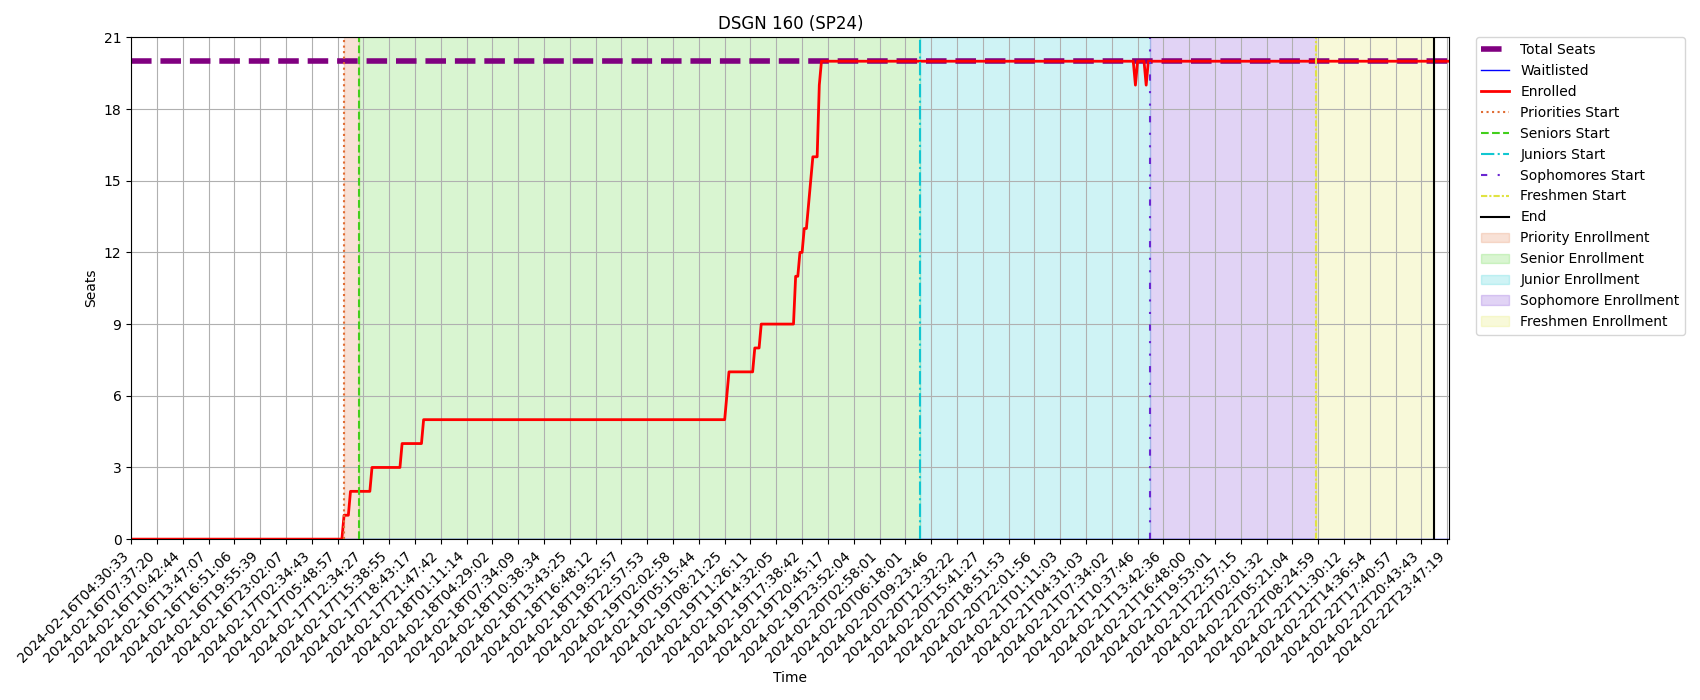 DSGN 160 (SP24)
21
18
15
12
9
6
3
0
Seats
2024-02-16T04:30:33
2024-02-16T07:37:20
2024-02-16T10:42:44
2024-02-16T13:47:07
2024-02-16T16:51:06
2024-02-16T19:55:39
2024-02-16T23:02:07
2024-02-17T02:34:43
2024-02-17T05:48:57
2024-02-17T12:34:27
2024-02-17T15:38:55
2024-02-17T18:43:17
2024-02-17T21:47:42
2024-02-18T01:11:14
2024-02-18T04:29:02
2024-02-18T07:34:09
2024-02-18T10:38:34
2024-02-18T13:43:25
2024-02-18T16:48:12
2024-02-18T19:52:57
2024-02-18T22:57:53
2024-02-19T02:02:58
2024-02-19T05:15:44
2024-02-19T08:21:25
2024-02-19T11:26:11
2024-02-19T14:32:05
2024-02-19T17:38:42
2024-02-19T20:45:17
2024-02-19T23:52:04
2024-02-20T02:58:01
2024-02-20T06:18:01
2024-02-20T09:23:46
2024-02-20T12:32:22
2024-02-20T15:41:27
2024-02-20T18:51:53
2024-02-20T22:01:56
2024-02-21T01:11:03
2024-02-21T04:31:03
2024-02-21T07:34:02
2024-02-21T10:37:46
2024-02-21T13:42:36
2024-02-21T16:48:00
2024-02-21T19:53:01
2024-02-21T22:57:15
2024-02-22T02:01:32
2024-02-22T05:21:04
2024-02-22T08:24:59
2024-02-22T11:30:12
2024-02-22T14:36:54
2024-02-22T17:40:57
2024-02-22T20:43:43
2024-02-22T23:47:19
Time
Total Seats
Waitlisted
Enrolled
Priorities Start
Seniors Start
Juniors Start
Sophomores Start
Freshmen Start
End
Priority Enrollment
Senior Enrollment
Junior Enrollment
Sophomore Enrollment
Freshmen Enrollment